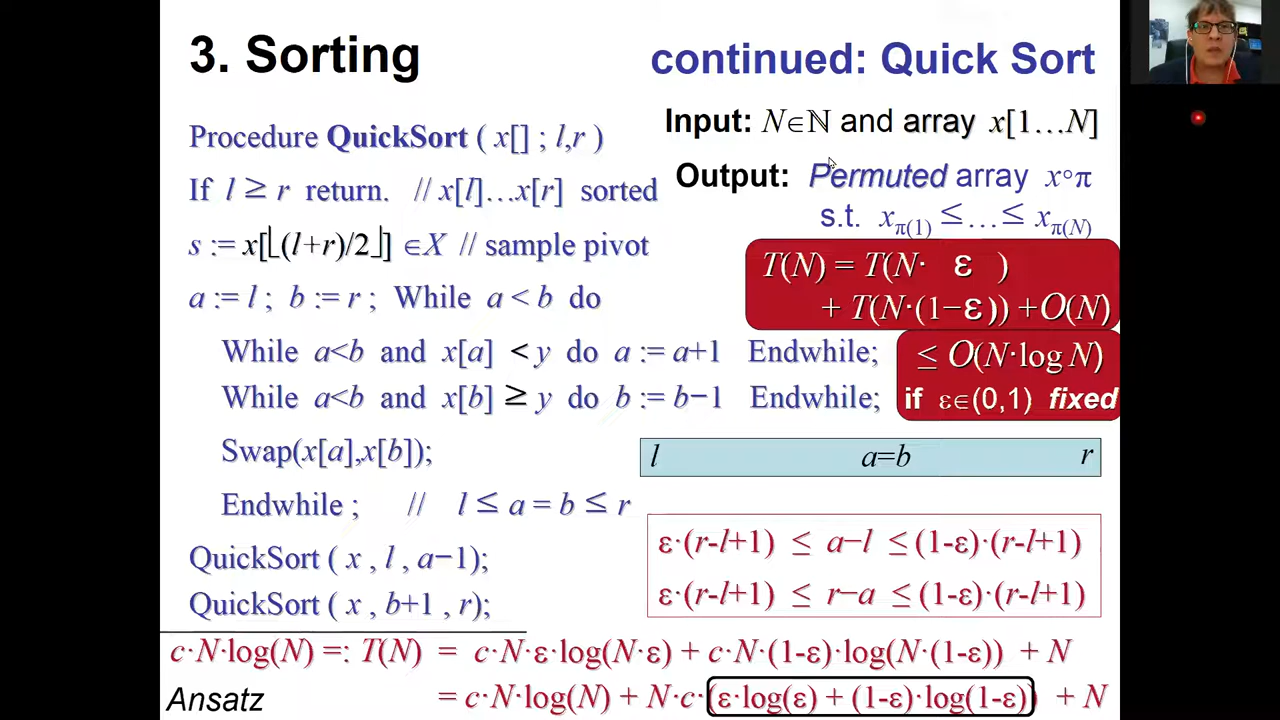 3. Sorting continued: Quick Sort
Input: N∈ℕ and array x[1…N]
Procedure QuickSort ( x[] ; l,r )
Output: Permuted array x°π
If l ≥ r return. // x[l]…x[r] sorted
s.t. xπ(1) ≤…≤ xπ(N)
s := x[⌊(l+r)/2⌋] ∈X // sample pivot
T(N) = T(N· ε )
+ T(N·(1−ε)) +O(N)
a := l ; b := r ; While a < b do
While a<b and x[a] < y do a := a+1 Endwhile;
≤ O(N·log N)
While a<b and x[b] ≥ y do b := b−1 Endwhile;
if ε∈(0,1) fixed
Swap(x[a],x[b]);
l a=b r
Endwhile ; // l ≤ a = b ≤ r
ε·(r-l+1) ≤ a−l ≤ (1-ε)·(r-l+1)
QuickSort ( x , l , a−1);
ε·(r-l+1) ≤ r−a ≤ (1-ε)·(r-l+1)
QuickSort ( x , b+1 , r);
c·N·log(N) =: T(N) = c·N·ε·log(N·ε) + c·N·(1-ε)·log(N·(1-ε)) + N
Ansatz = c·N·log(N) + N·c·(ε·log(ε) + (1-ε)·log(1-ε)) + N